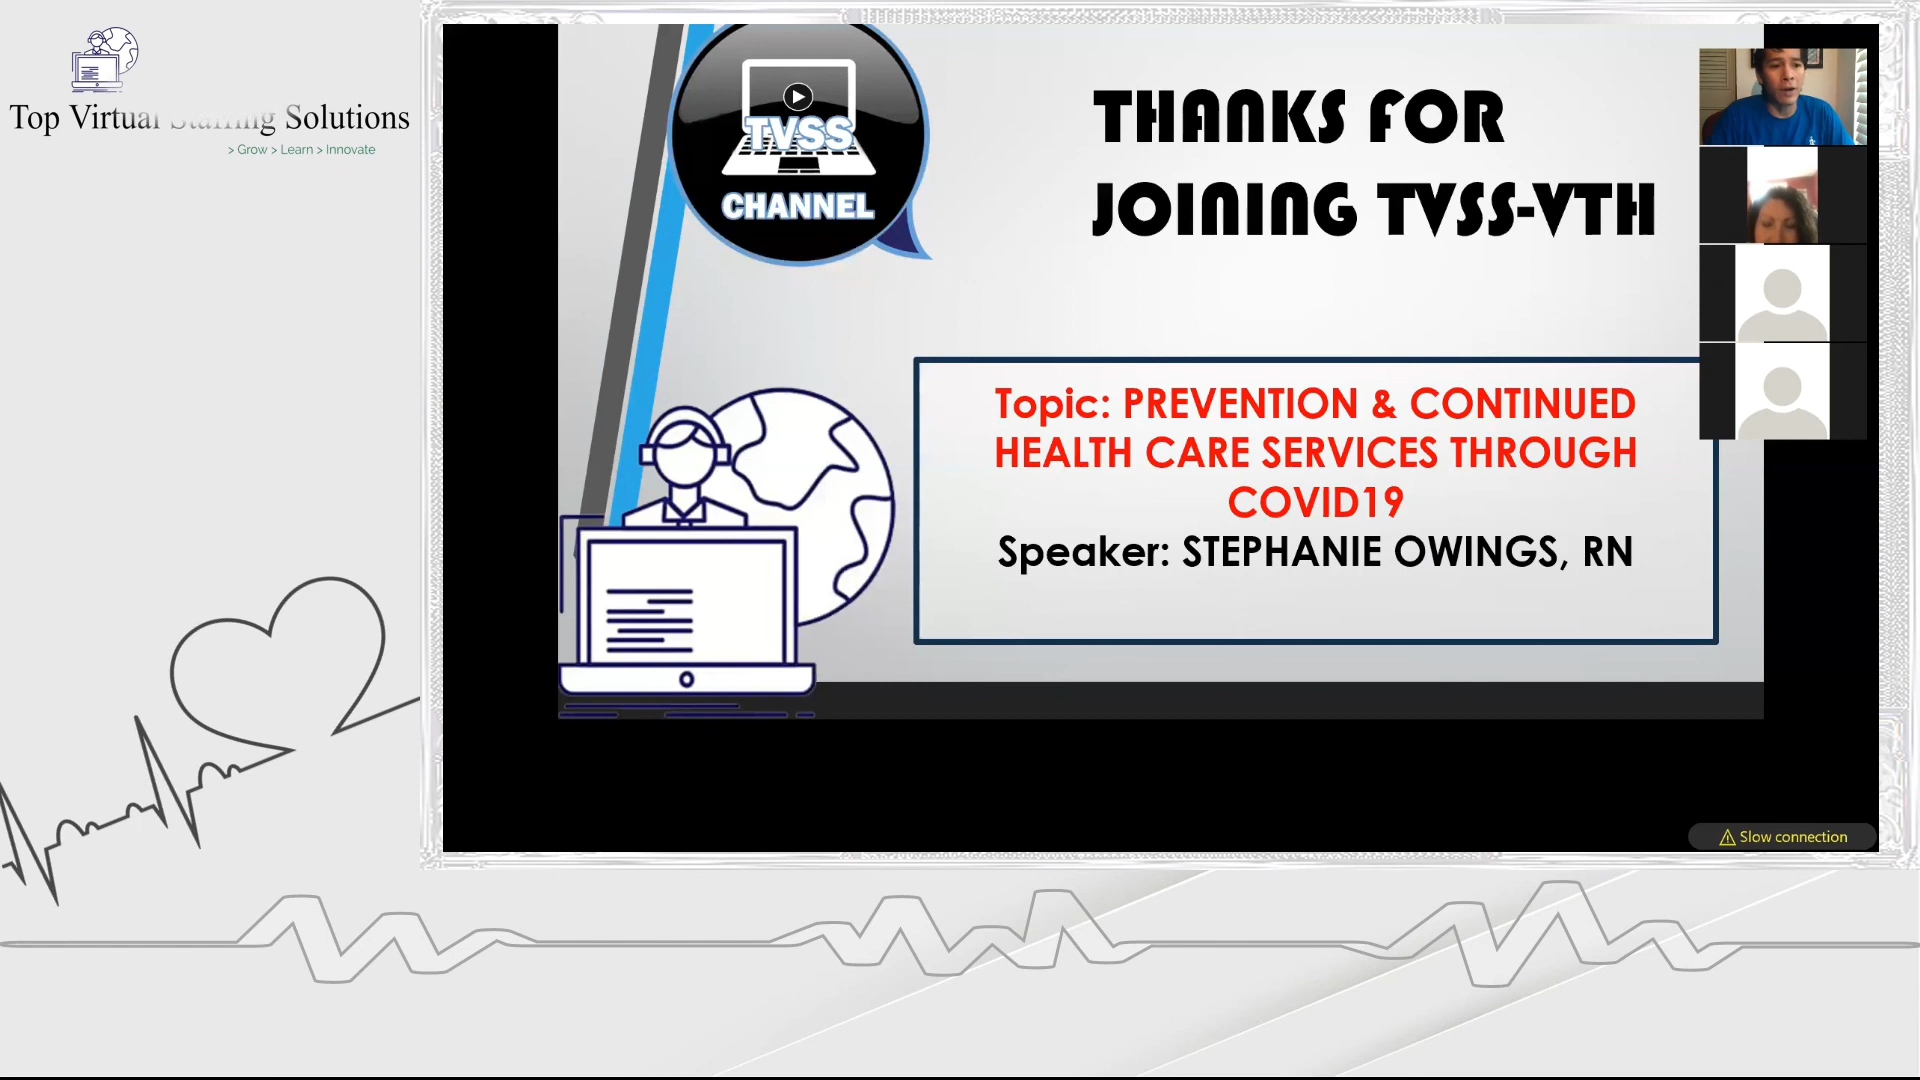 Top Virtual Staffing Solutions
> Grow > Learn > Innovate
TVSS
CHANNEL
THANKS FOR
JOINING TVSS-VTH
Topic: PREVENTION & CONTINUED
HEALTH CARE SERVICES THROUGH
COVID19
Speaker: STEPHANIE OWINGS, RN
Slow connection